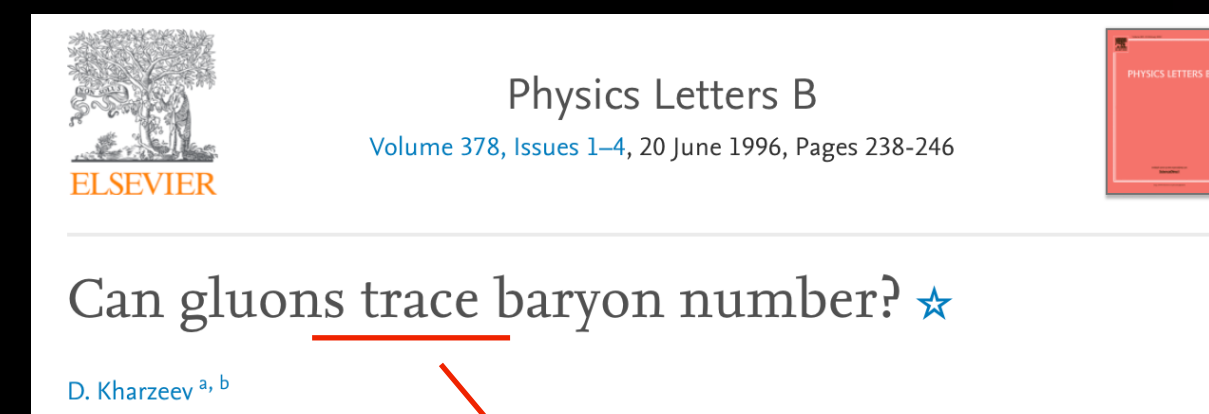 Physics Letters B
PHYSICS LETTERS B
Volume 378, Issues 1–4, 20 June 1996, Pages 238-246
ELSEVIER
Can gluons trace baryon number? ☆
D. Kharzeev a, b